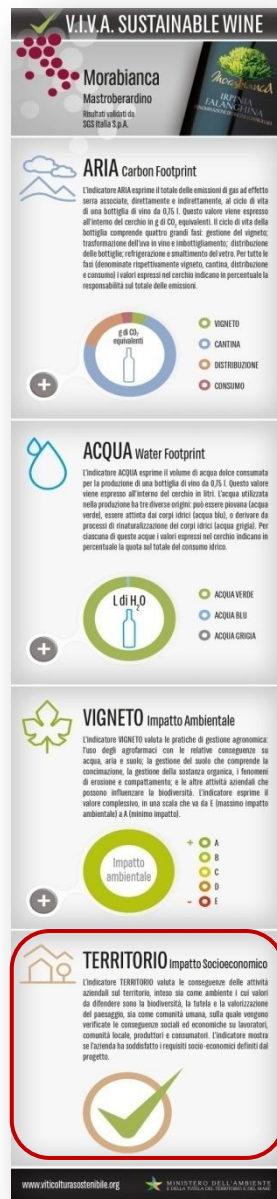 V.I.V.A. SUSTAINABLE WINE
Morabianca
Mastroberardino
Risultati validati da
SGS Italia S.p.A.
Morabianca
IRPINIA
FALANGHINA
ARIA Carbon Footprint
L'indicatore ARIA esprime il totale delle emissioni di gas ad effetto
serra associate, direttamente e indirettamente, al ciclo di vita
di una bottiglia di vino da 0,75 l. Questo valore viene espresso
all'interno del cerchio in g di CO2 equivalenti. Il ciclo di vita della
bottiglia comprende quattro grandi fasi: gestione del vigneto;
trasformazione dell'uva in vino e imbottigliamento; distribuzione
delle bottiglie; refrigerazione e smaltimento del vetro. Per tutte le
fasi (denominate rispettivamente vigneto, cantina, distribuzione
e consumo) i valori espressi nel cerchio indicano in percentuale la
responsabilità sul totale delle emissioni.
g di CO2
equivalenti
VIGNETO
CANTINA
DISTRIBUZIONE
CONSUMO
+
ACQUA Water Footprint
L'indicatore ACQUA esprime il volume di acqua dolce consumata
per la produzione di una bottiglia di vino da 0,75 l. Questo valore
viene espresso all'interno del cerchio in litri. L'acqua utilizzata
nella produzione ha tre diverse origini: può essere piovana (acqua
verde), essere attinta dai corpi idrici (acqua blu), o derivare da
processi di rinaturalizzazione dei corpi idrici (acqua grigia). Per
ciascuna di queste acque i valori espressi nel cerchio indicano in
percentuale la quota sul totale del consumo idrico.
L di H2O
ACQUA VERDE
ACQUA BLU
ACQUA GRIGIA
+
VIGNETO Impatto Ambientale
L'indicatore VIGNETO valuta le pratiche di gestione agronomica:
l'uso degli agrofarmaci con le relative conseguenze su
acqua, aria e suolo; la gestione del suolo che comprende la
concimazione, la gestione della sostanza organica, i fenomeni
di erosione e compattamento; e le altre attività aziendali che
possono influenzare la biodiversità. L'indicatore esprime il
valore complessivo, in una scala che va da E (massimo impatto
ambientale) a A (minimo impatto).
Impatto
ambientale
+ A
B
C
D
- E
+
TERRITORIO Impatto Socioeconomico
L'indicatore TERRITORIO valuta le conseguenze delle attività
aziendali sul territorio, inteso sia come ambiente i cui valori
da difendere sono la biodiversità, la tutela e la valorizzazione
del paesaggio, sia come comunità umana, sulla quale vengono
verificate le conseguenze sociali ed economiche su lavoratori,
comunità locale, produttori e consumatori. L'indicatore mostra
se l'azienda ha soddisfatto i requisiti socio-economici definiti dal
progetto.
www.viticolturasostenibile.org
MINISTERO DELL'AMBIENTE
E DELLA TUTELA DEL TERRITORIO E DEL MARE